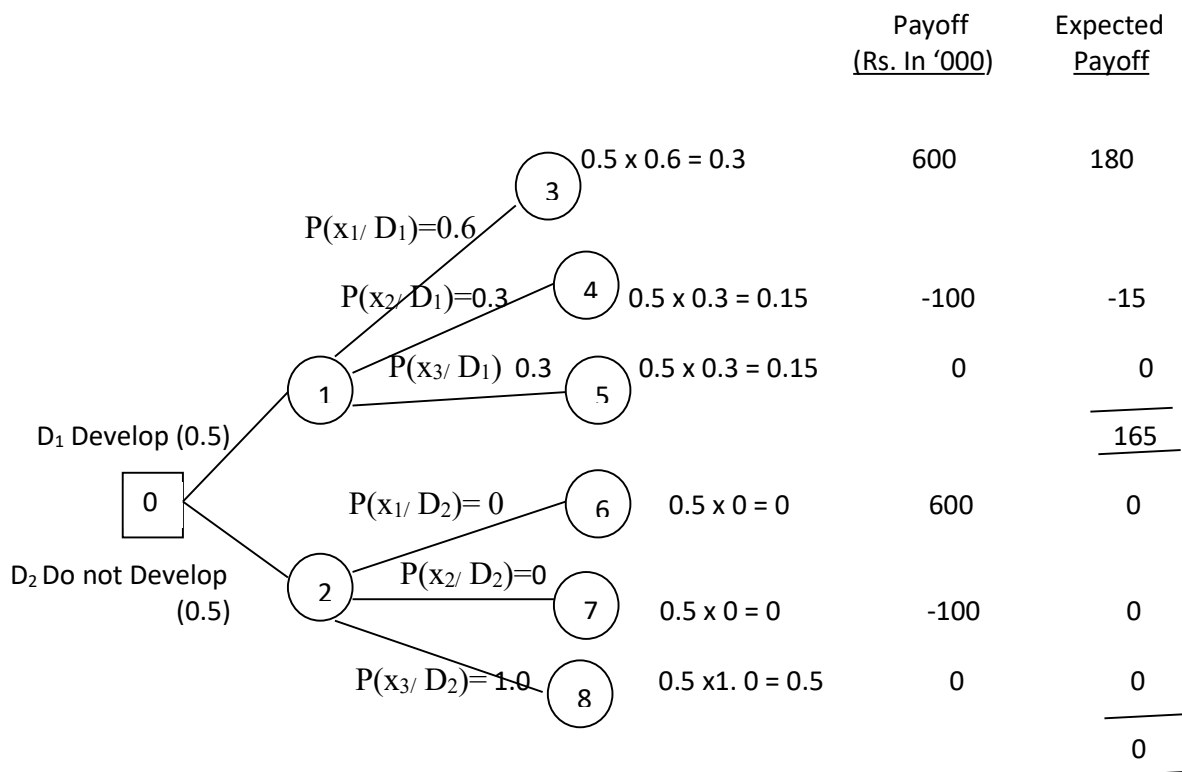 Payoff Expected
(Rs. In ‘000) Payoff
0.5 x 0.6 = 0.3 600 180
3
P(x1/ D1)=0.6
P(x2/ D1)=0.3 4 0.5 x 0.3 = 0.15 -100 -15
P(x3/ D1) 0.3 5 0.5 x 0.3 = 0.15 0 0
1
D1 Develop (0.5) 165
0
P(x1/ D2)= 0 6 0.5 x 0 = 0 600 0
D2 Do not Develop
(0.5)
2
P(x2/ D2)=0 7 0.5 x 0 = 0 -100 0
P(x3/ D2)= 1.0 8 0.5 x1. 0 = 0.5 0 0
0